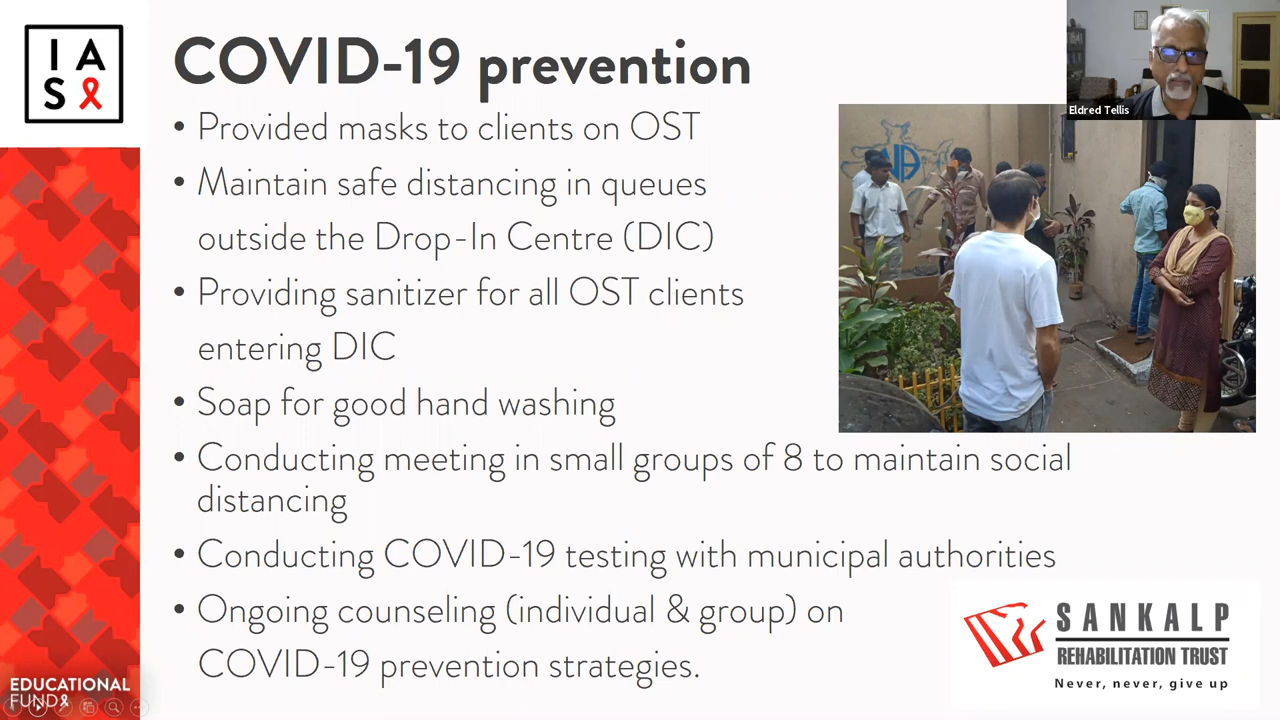 IA
S
COVID-19 prevention
Eldred Tellis
• Provided masks to clients on OST
• Maintain safe distancing in queues
outside the Drop-In Centre (DIC)
• Providing sanitizer for all OST clients
entering DIC
• Soap for good hand washing
• Conducting meeting in small groups of 8 to maintain social
distancing
• Conducting COVID-19 testing with municipal authorities
• Ongoing counseling (individual & group) on
COVID-19 prevention strategies.
SANKALP
REHABILITATION TRUST
Never, never, give up
EDUCATIONAL
FUND